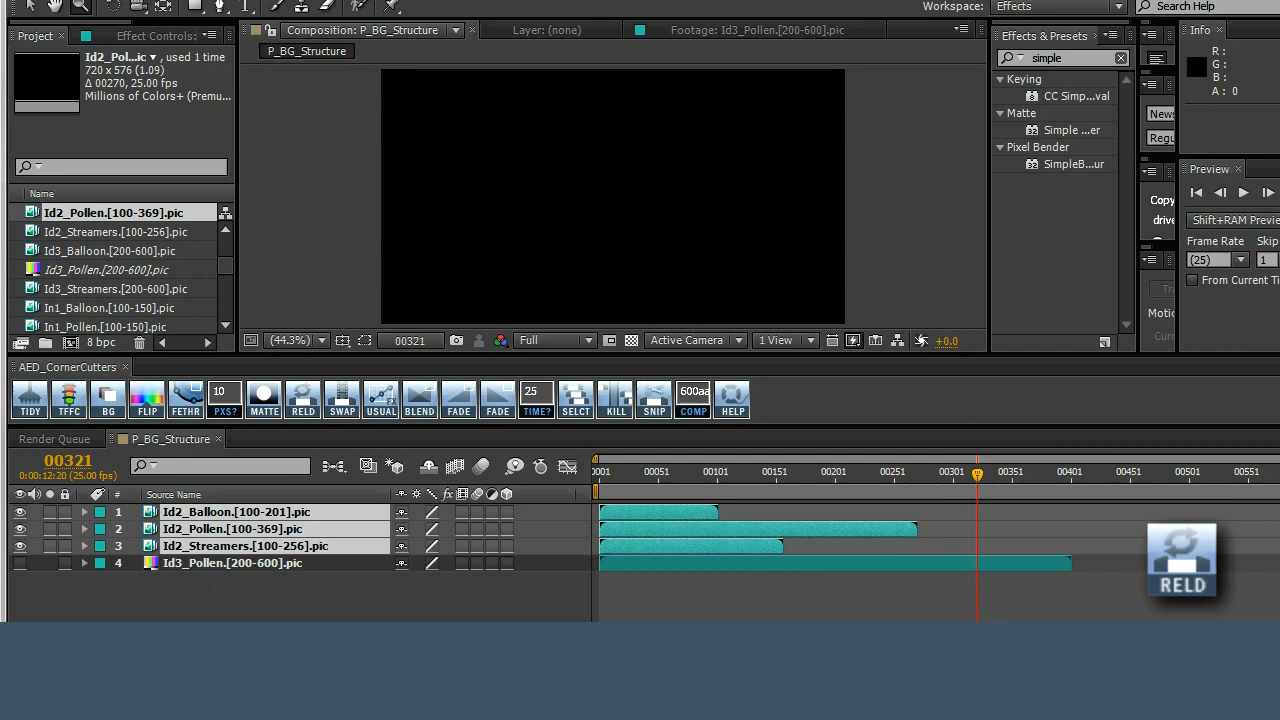 Workspace: Effects Search Help
Project Effect Controls:
Composition: P_BG_Structure Layer: (none) Footage: Id3_Pollen.[200-600].pic
Effects & Presets
Info
P_BG_Structure
Id2_Pol...ic ▾ , used 1 time
720 x 576 (1.09)
Δ 00270, 25.00 fps
Millions of Colors+ (Premu...
simple
Keying
CC Simp...val
Matte
Simple ...er
Pixel Bender
SimpleB...ur
R :
G :
B :
A : 0
News
Regu
Copy
drive
Motio
Preview
Shift+RAM Previe
Frame Rate Skip
(25) 1
From Current Ti
Name
Id2_Pollen.[100-369].pic
Id2_Streamers.[100-256].pic
Id3_Balloon.[200-600].pic
Id3_Pollen.[200-600].pic
Id3_Streamers.[200-600].pic
In1_Balloon.[100-150].pic
In1_Pollen.[100-150].pic
8 bpc
(44.3%) 00321 Full Active Camera 1 View +0.0
AED_CornerCutters
10 25 600aa
TIDY TFFC BG FLIP FETHR PXS? MATTE RELD SWAP USUAL BLEND FADE FADE TIME? SELCT KILL SNIP COMP HELP
Render Queue P_BG_Structure
00321
0:00:12:20 (25.00 fps)
0001 00051 00101 00151 00201 00251 00301 00351 00401 00451 00501 00551
# Source Name fx
1 Id2_Balloon.[100-201].pic
2 Id2_Pollen.[100-369].pic
3 Id2_Streamers.[100-256].pic
4 Id3_Pollen.[200-600].pic
RELD